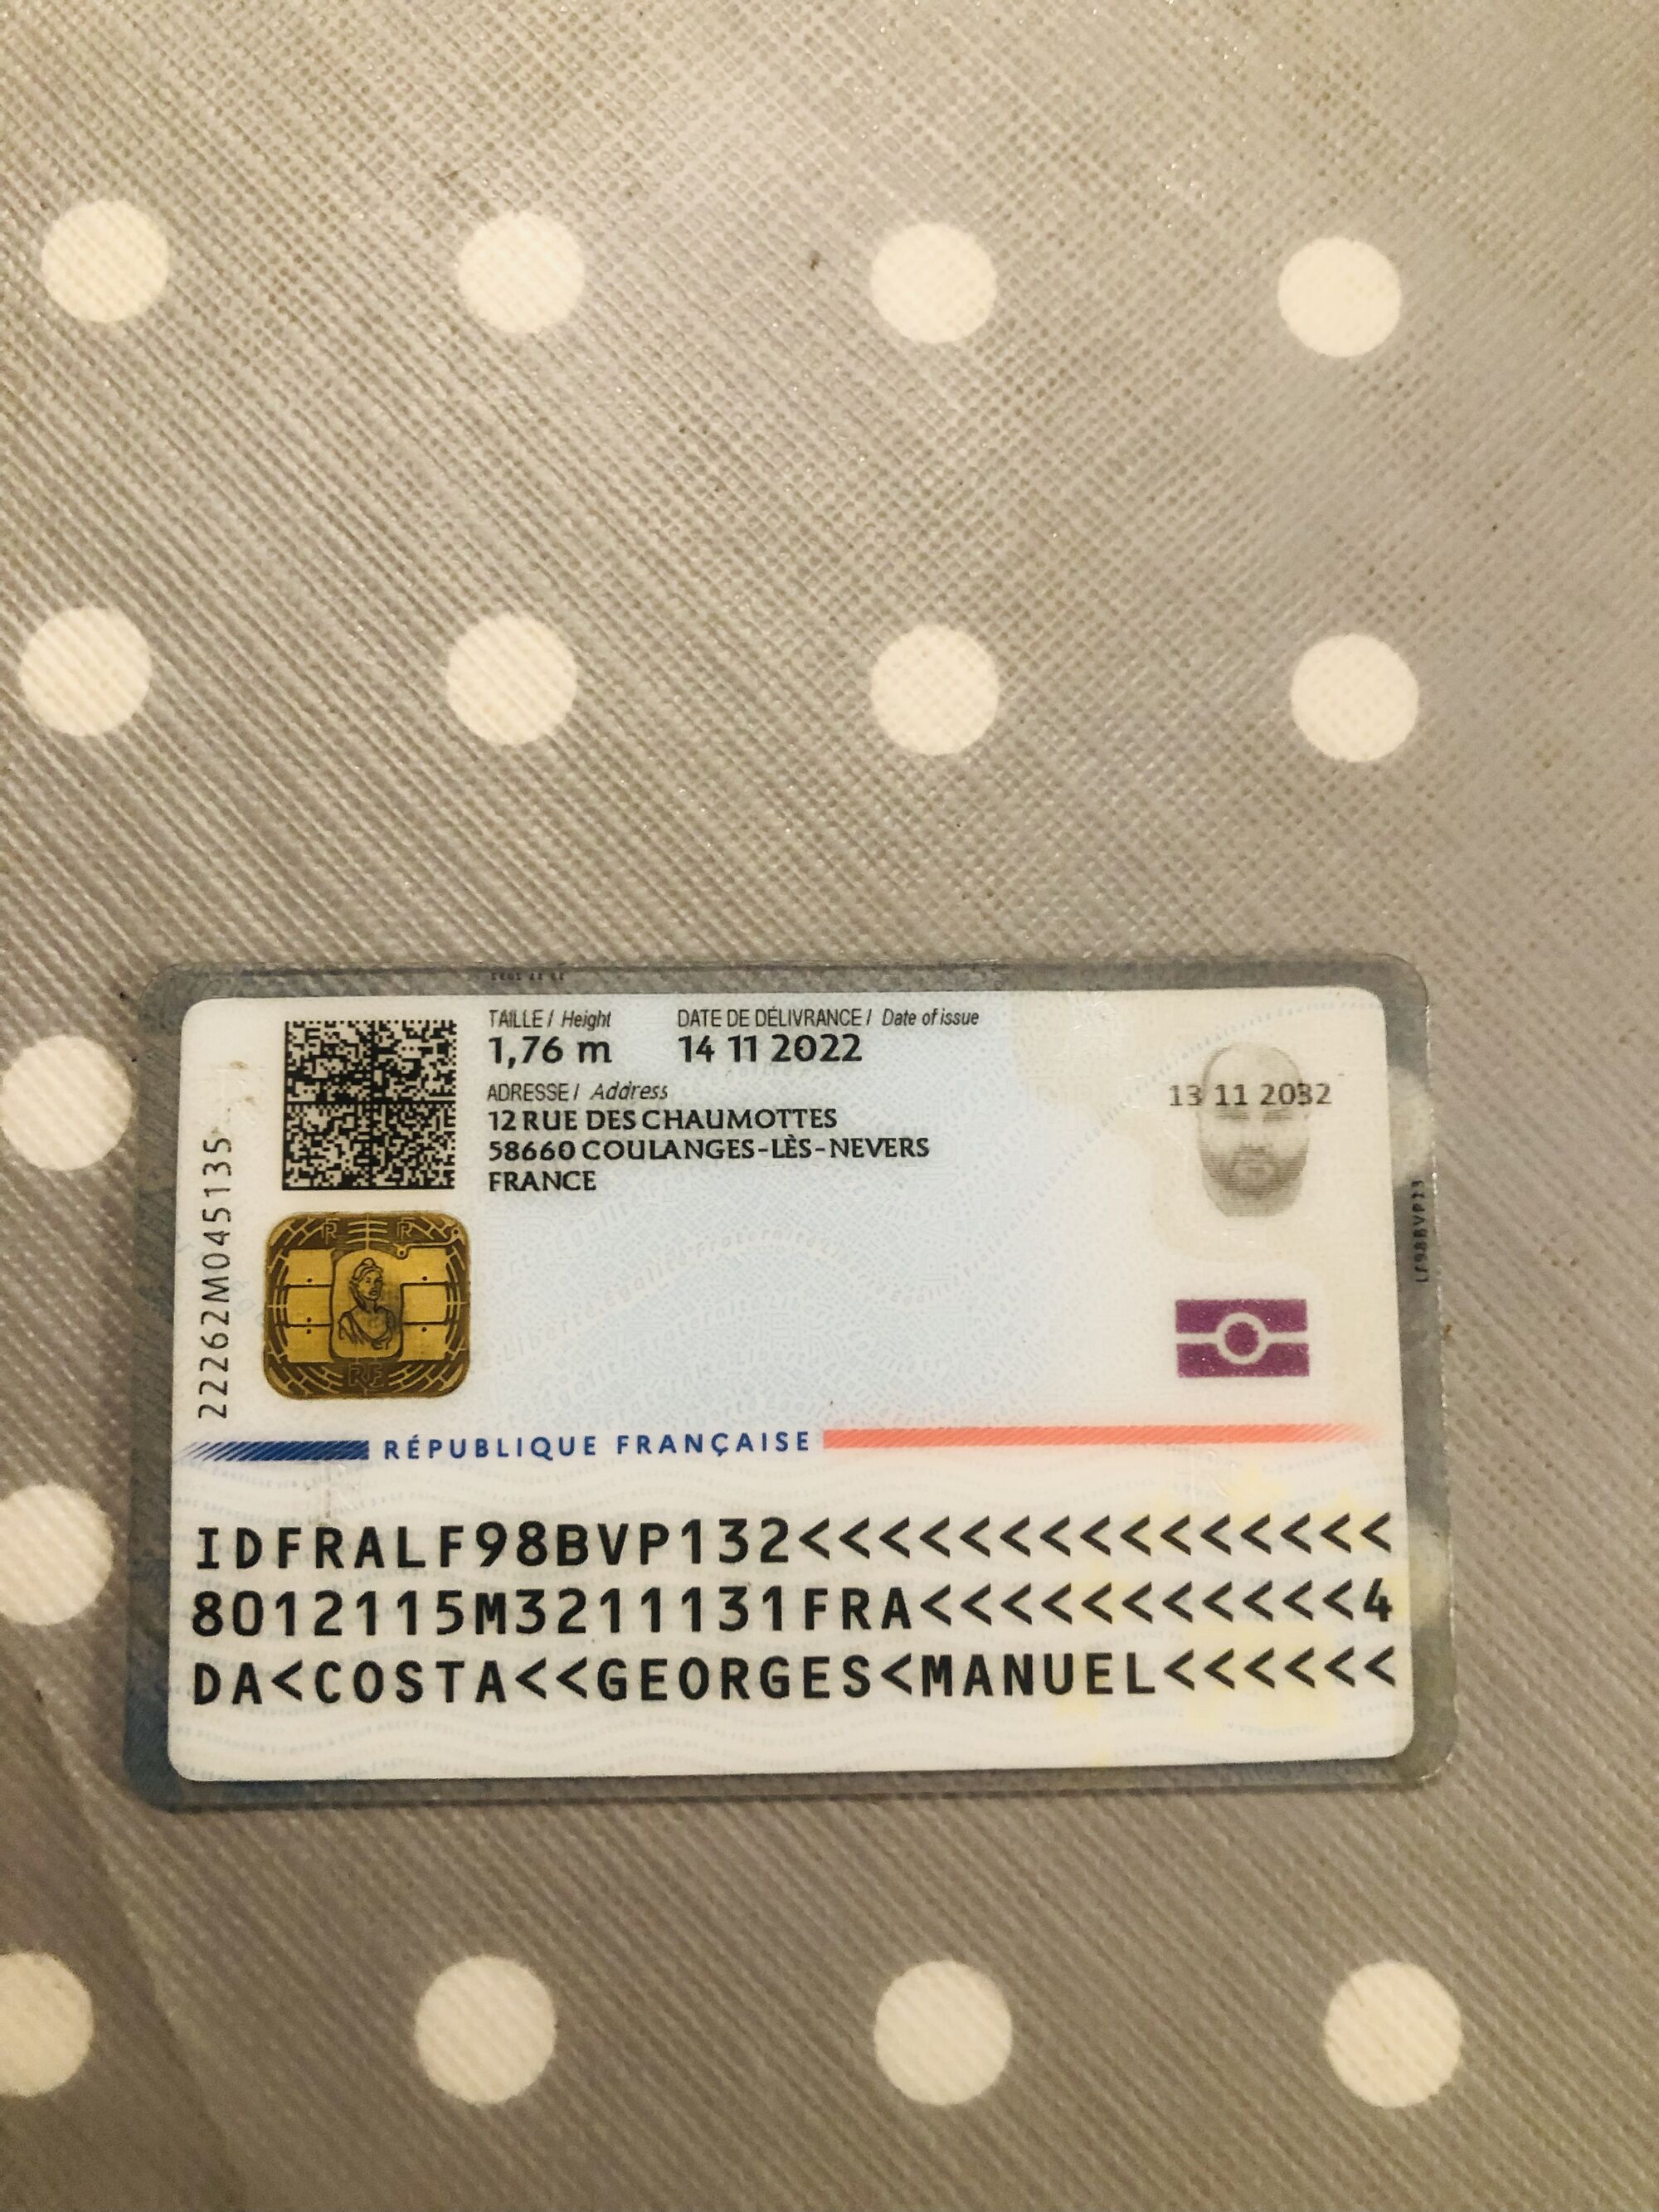 TAILLE / Height DATE DE DÉLIVRANCE / Date of issue
1,76 m 14 11 2022
ADRESSE / Address
12 RUE DES CHAUMOTTES
58660 COULANGES-LÈS-NEVERS
FRANCE
13 11 2032
22262M045135
LF98BVP13
RÉPUBLIQUE FRANÇAISE
IDFRALF98BVP132<<<<<<<<<<<<<<<
8012115M3211131FRA<<<<<<<<<<<4
DA<COSTA<<GEORGES<MANUEL<<<<<<